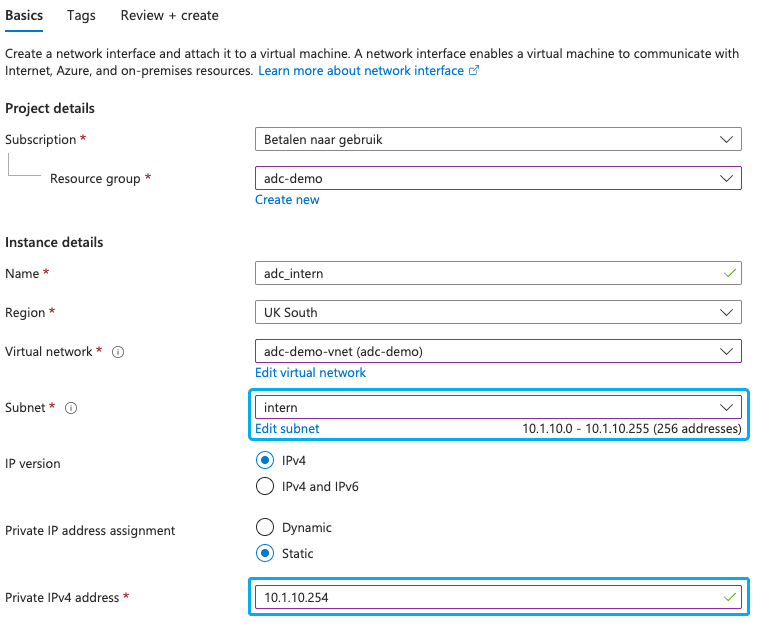 Basics Tags Review + create
Create a network interface and attach it to a virtual machine. A network interface enables a virtual machine to communicate with
Internet, Azure, and on-premises resources. Learn more about network interface
Project details
Subscription * Betalen naar gebruik
Resource group * adc-demo
Create new
Instance details
Name * adc_intern
Region * UK South
Virtual network * adc-demo-vnet (adc-demo)
Edit virtual network
Subnet * intern
Edit subnet 10.1.10.0 - 10.1.10.255 (256 addresses)
IP version IPv4
IPv4 and IPv6
Private IP address assignment Dynamic
Static
Private IPv4 address * 10.1.10.254